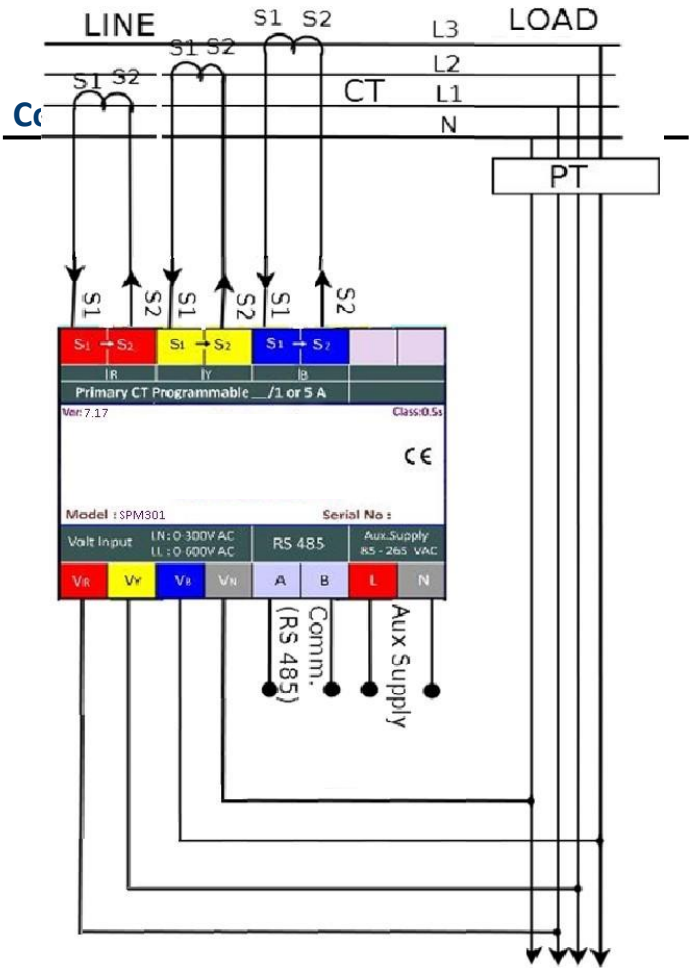 LINE
S1 S2
L3
LOAD
S1 S2
L2
S1 S2
CT
L1
N
PT
S1
S2
S1
S2
S1
S2
S1 → S2
S1 → S2
S1 → S2
IR
IY
IB
Primary CT Programmable __/1 or 5 A
Ver: 7.17
Class:0.5s
CE
Model : SPM301
Serial No :
Volt Input
LN: 0-300V AC
LL : 0-600V AC
RS 485
Aux.Supply
85 - 265 VAC
VR
VY
VB
VN
A
B
L
N
(RS 485)
Comm.
Aux Supply